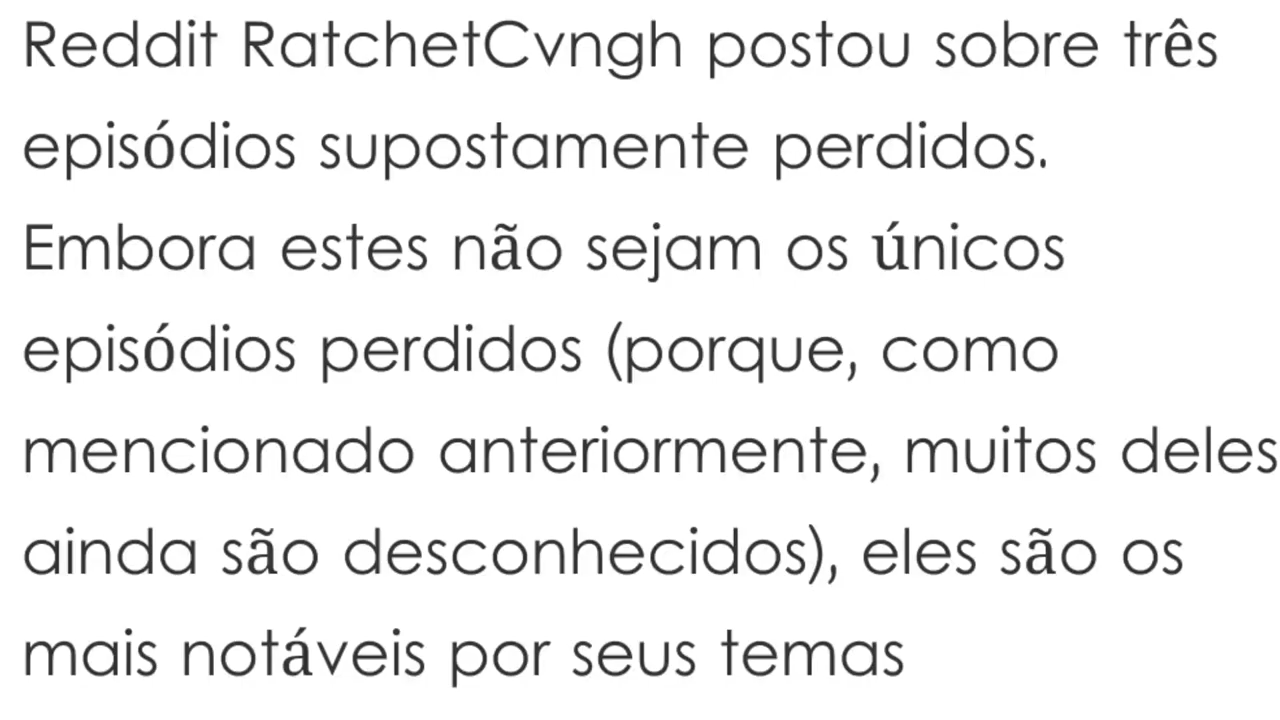 Reddit RatchetCvngh postou sobre três
episódios supostamente perdidos.
Embora estes não sejam os únicos
episódios perdidos (porque, como
mencionado anteriormente, muitos deles
ainda são desconhecidos), eles são os
mais notáveis por seus temas